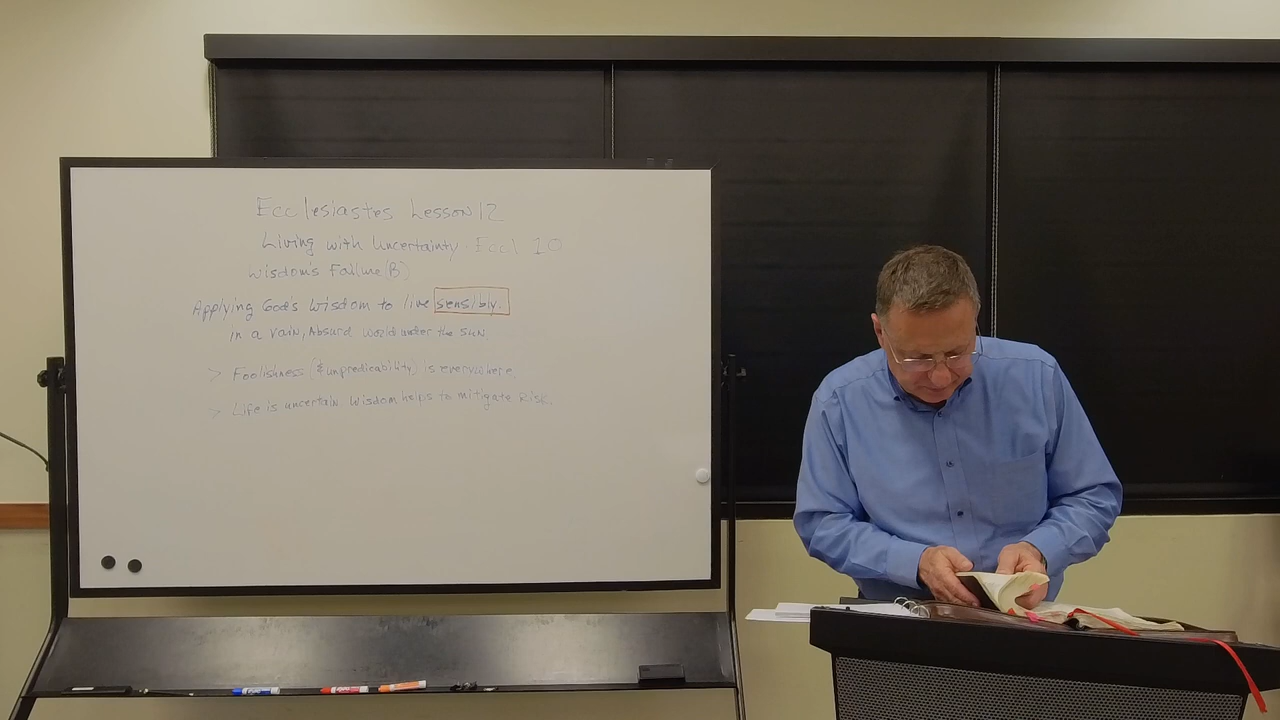 Ecclesiastes Lesson 12
Living with Uncertainty - Eccl 10
Wisdom's Failure (B)
Applying God's Wisdom to live sensibly.
in a vain, Absurd world under the sun.
> Foolishness (& unpredicability) is everywhere.
> Life is uncertain. Wisdom helps to mitigate Risk.